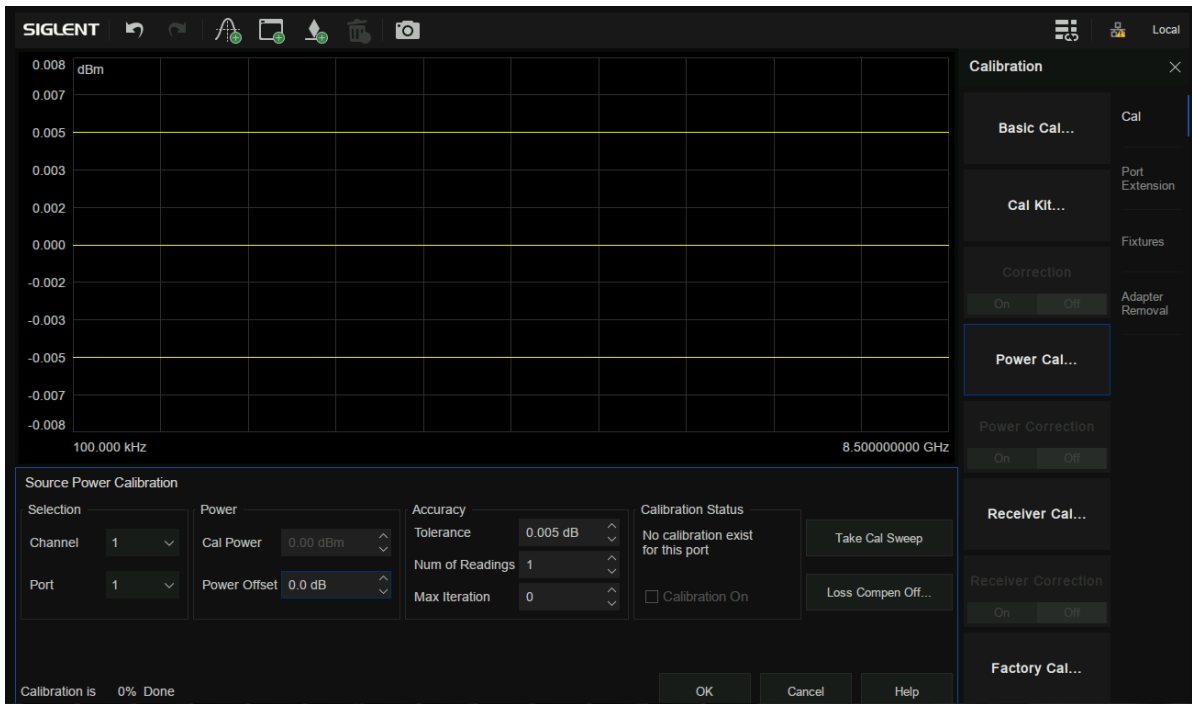 SIGLENT
Local
0.008 dBm
0.007
0.005
0.003
0.002
0.000
-0.002
-0.003
-0.005
-0.007
-0.008
100.000 kHz 8.500000000 GHz
Source Power Calibration
Selection
Channel 1
Port 1
Power
Cal Power 0.00 dBm
Power Offset 0.0 dB
Accuracy
Tolerance 0.005 dB
Num of Readings 1
Max Iteration 0
Calibration Status
No calibration exist
for this port
Calibration On
Take Cal Sweep
Loss Compen Off...
Calibration is 0% Done
OK Cancel Help
Calibration
Basic Cal...
Cal Kit...
Correction
On Off
Power Cal...
Power Correction
On Off
Receiver Cal...
Receiver Correction
On Off
Factory Cal...
Cal
Port
Extension
Fixtures
Adapter
Removal